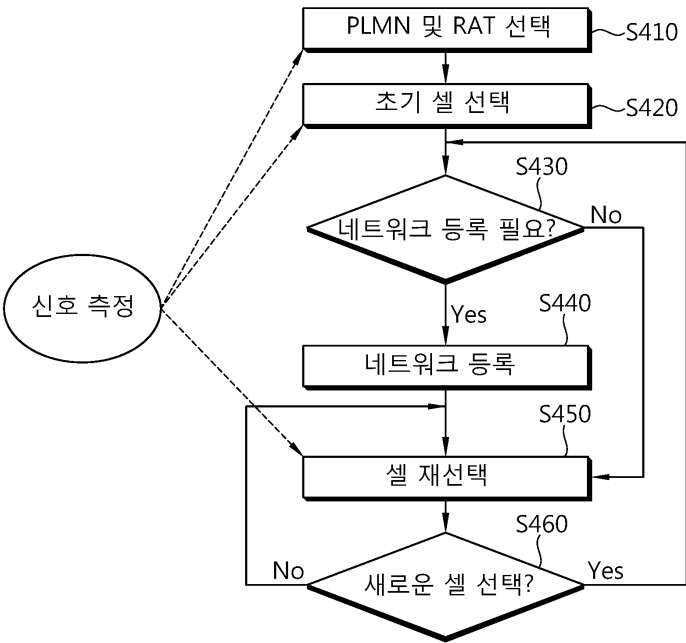 PLMN 및 RAT 선택
S410
초기 셀 선택
S420
S430
네트워크 등록 필요?
No
신호 측정
Yes
S440
네트워크 등록
S450
셀 재선택
S460
No
새로운 셀 선택?
Yes